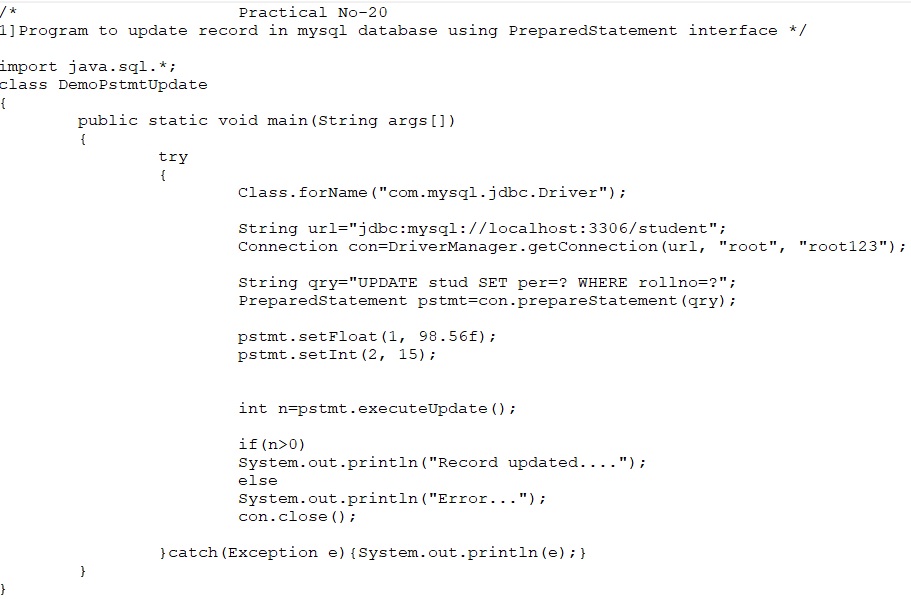 /*                      Practical No-20
1]Program to update record in mysql database using PreparedStatement interface */
import java.sql.*;
class DemoPstmtUpdate
{
        public static void main(String args[])
        {
                try
                {
                        Class.forName("com.mysql.jdbc.Driver");
                        String url="jdbc:mysql://localhost:3306/student";
                        Connection con=DriverManager.getConnection(url, "root", "root123");
                        String qry="UPDATE stud SET per=? WHERE rollno=?";
                        PreparedStatement pstmt=con.prepareStatement(qry);
                        pstmt.setFloat(1, 98.56f);
                        pstmt.setInt(2, 15);
                        int n=pstmt.executeUpdate();
                        if(n>0)
                        System.out.println("Record updated....");
                        else
                        System.out.println("Error...");
                        con.close();
                }catch(Exception e){System.out.println(e);}
        }
}